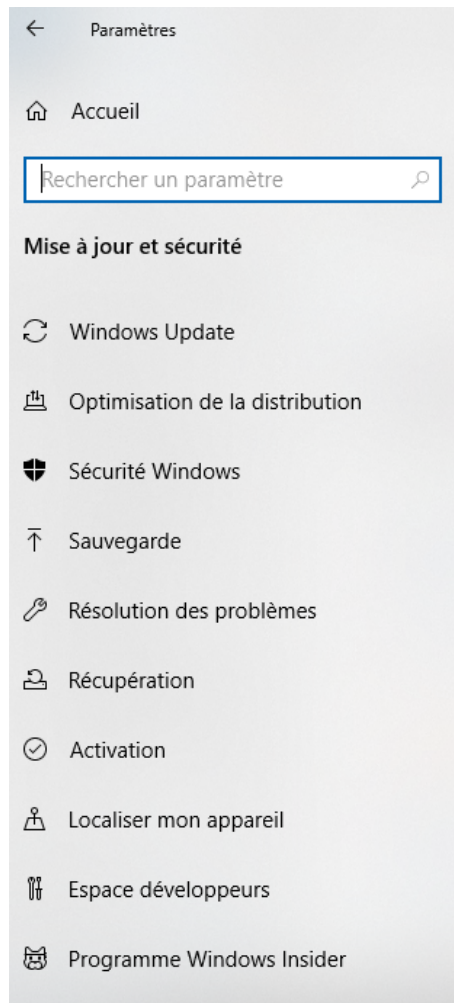 Paramètres
Accueil
Rechercher un paramètre
Mise à jour et sécurité
Windows Update
Optimisation de la distribution
Sécurité Windows
Sauvegarde
Résolution des problèmes
Récupération
Activation
Localiser mon appareil
Espace développeurs
Programme Windows Insider